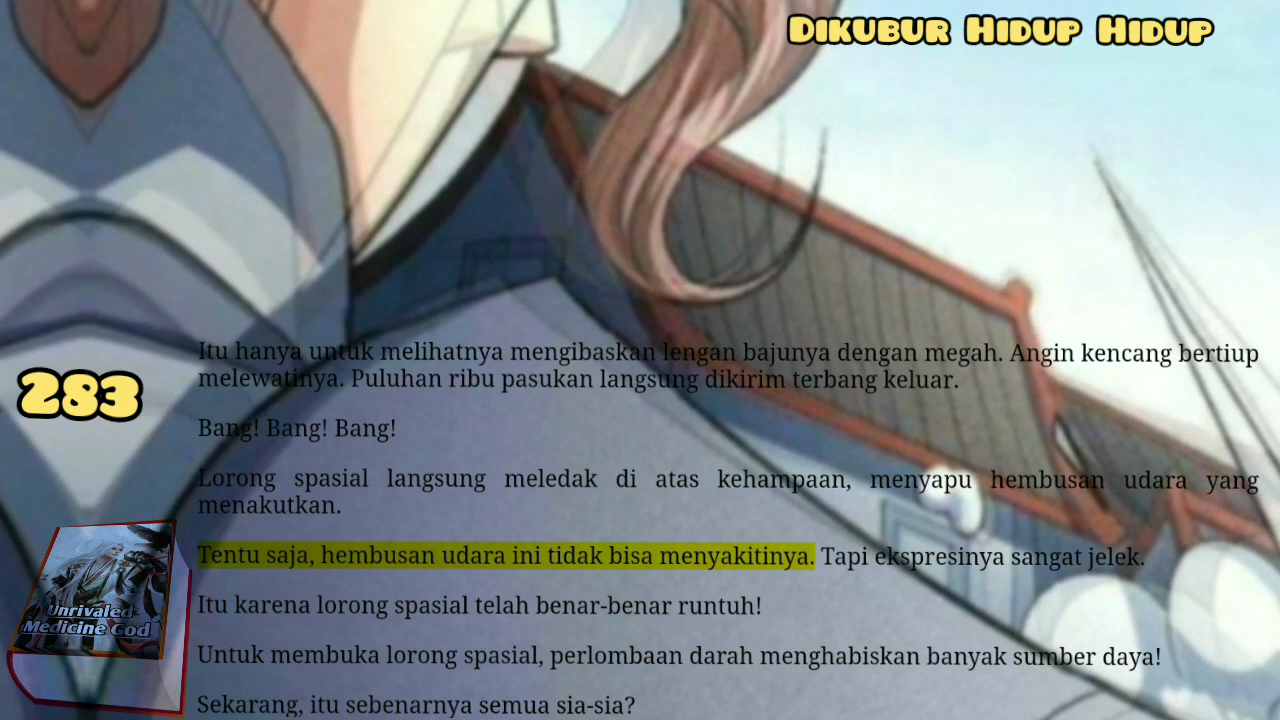 Dikubur Hidup Hidup
Itu hanya untuk melihatnya mengibaskan lengan bajunya dengan megah. Angin kencang bertiup
melewatinya. Puluhan ribu pasukan langsung dikirim terbang keluar.
283
Bang! Bang! Bang!
Lorong spasial langsung meledak di atas kehampaan, menyapu hembusan udara yang
menakutkan.
Tentu saja, hembusan udara ini tidak bisa menyakitinya. Tapi ekspresinya sangat jelek.
Itu karena lorong spasial telah benar-benar runtuh!
Unrivaled
Medicine God
Untuk membuka lorong spasial, perlombaan darah menghabiskan banyak sumber daya!
Sekarang, itu sebenarnya semua sia-sia?